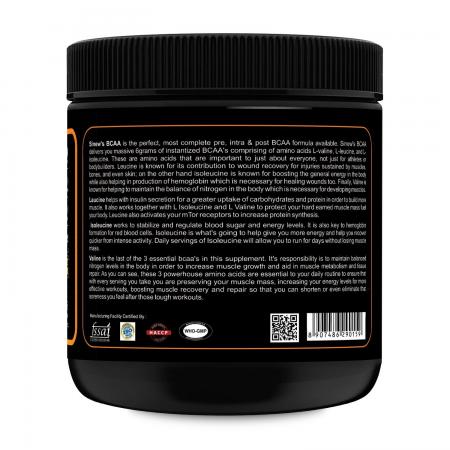 Sinew's BCAA is the perfect, most complete pre, intra & post BCAA formula available. Sinew's BCAA
delivers you massive 6grams of instantized BCAA's comprising of amino acids L-valine, L-leucine, and L-
isoleucine. These are amino acids that are important to just about everyone, not just for athletes or
bodybuilders. Leucine is known for its contribution to wound recovery for injuries sustained by muscles,
bones, and even skin; on the other hand isoleucine is known for boosting the general energy in the body
while also helping in production of hemoglobin which is necessary for healing wounds too. Finally, Valine is
known for helping to maintain the balance of nitrogen in the body which is necessary for developing muscles.
Leucine helps with insulin secretion for a greater uptake of carbohydrates and protein in order to build mass
muscle. It also works together with L Isoleucine and L Valine to protect your hard earned muscle mass fuel
your body. Leucine also activates your mTor receptors to increase protein synthesis.
Isoleucine works to stabilize and regulate blood sugar and energy levels. It is also key to hemoglobin
formation for red blood cells. Isoleucine is what's going to help give you more energy and help you recover
quicker from intense activity. Daily servings of Isoleucine will allow you to run for days without losing muscle
mass.
Valine is last of the 3 essential bcaa's in this supplement. It's responsibility is to maintain balanced
nitrogen levels in the body in order to increase muscle growth and aid in muscle metabolism and tissue
repair. As you can see, these 3 powerhouse amino acids are essential to your daily routine to ensure that
with every serving you take you are preserving your muscle mass, increasing your energy levels for more
effective workouts, boosting muscle recovery and repair so that you can shorten or even eliminate the
soreness you feel after those tough workouts.
Manufacturing Facility Certified By :
fssai
HACCP
WHO-GMP
8 907486 290159